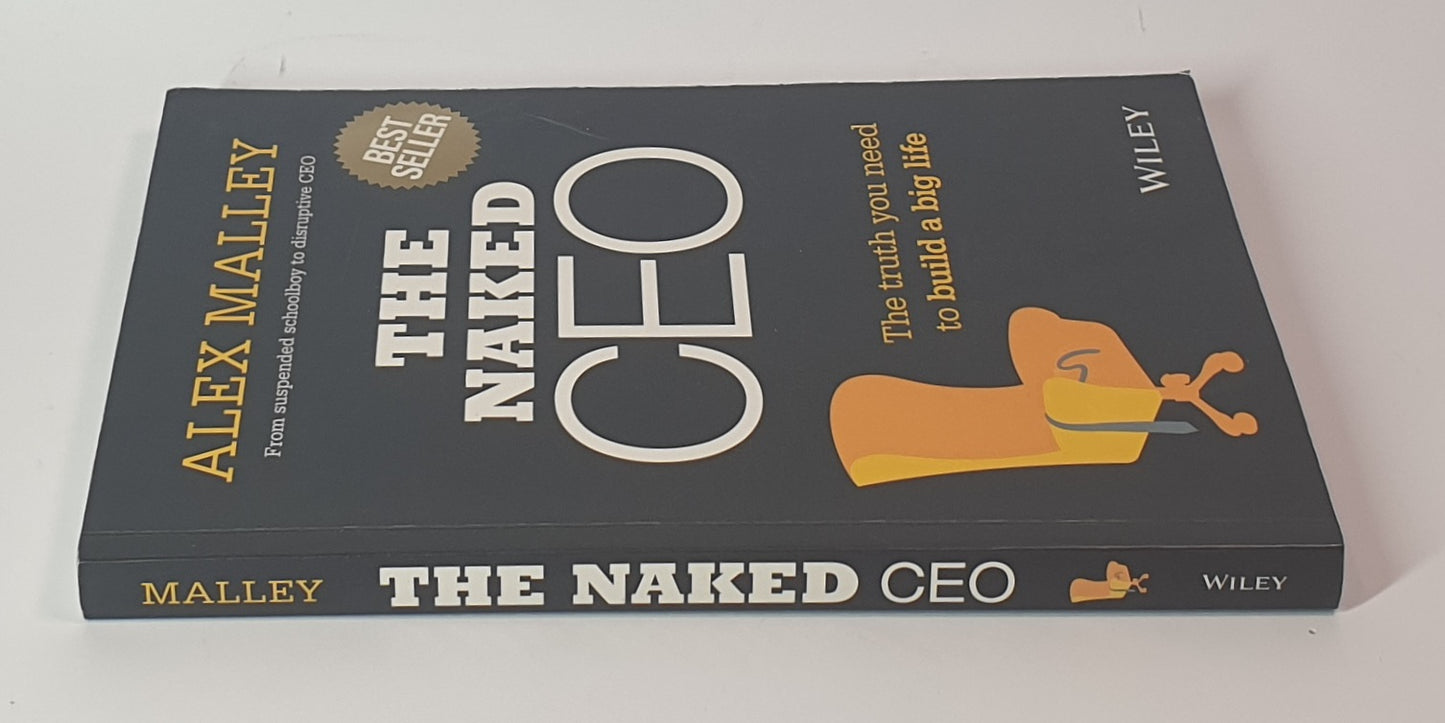 ALEX MALLEY
From suspended schoolboy to disruptive CEO
BEST
SELLER
THE
NAKED
CEO
The truth you need
to build a big life
WILEY
MALLEY THE NAKED CEO WILEY